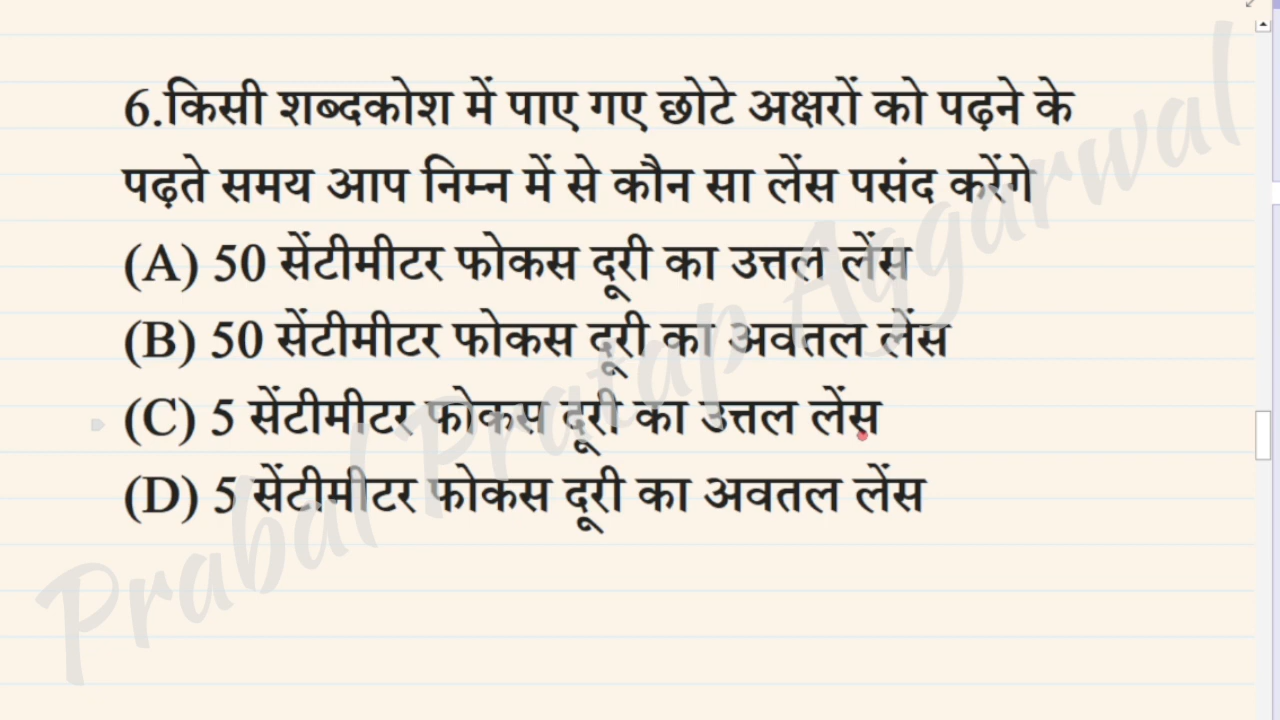 6.किसी शब्दकोश में पाए गए छोटे अक्षरों को पढ़ने के
पढ़ते समय आप निम्न में से कौन सा लेंस पसंद करेंगे
(A) 50 सेंटीमीटर फोकस दूरी का उत्तल लेंस
(B) 50 सेंटीमीटर फोकस दूरी का अवतल लेंस
(C) 5 सेंटीमीटर फोकस दूरी का उत्तल लेंस
(D) 5 सेंटीमीटर फोकस दूरी का अवतल लेंस
Prabal Pratap Aggarwal